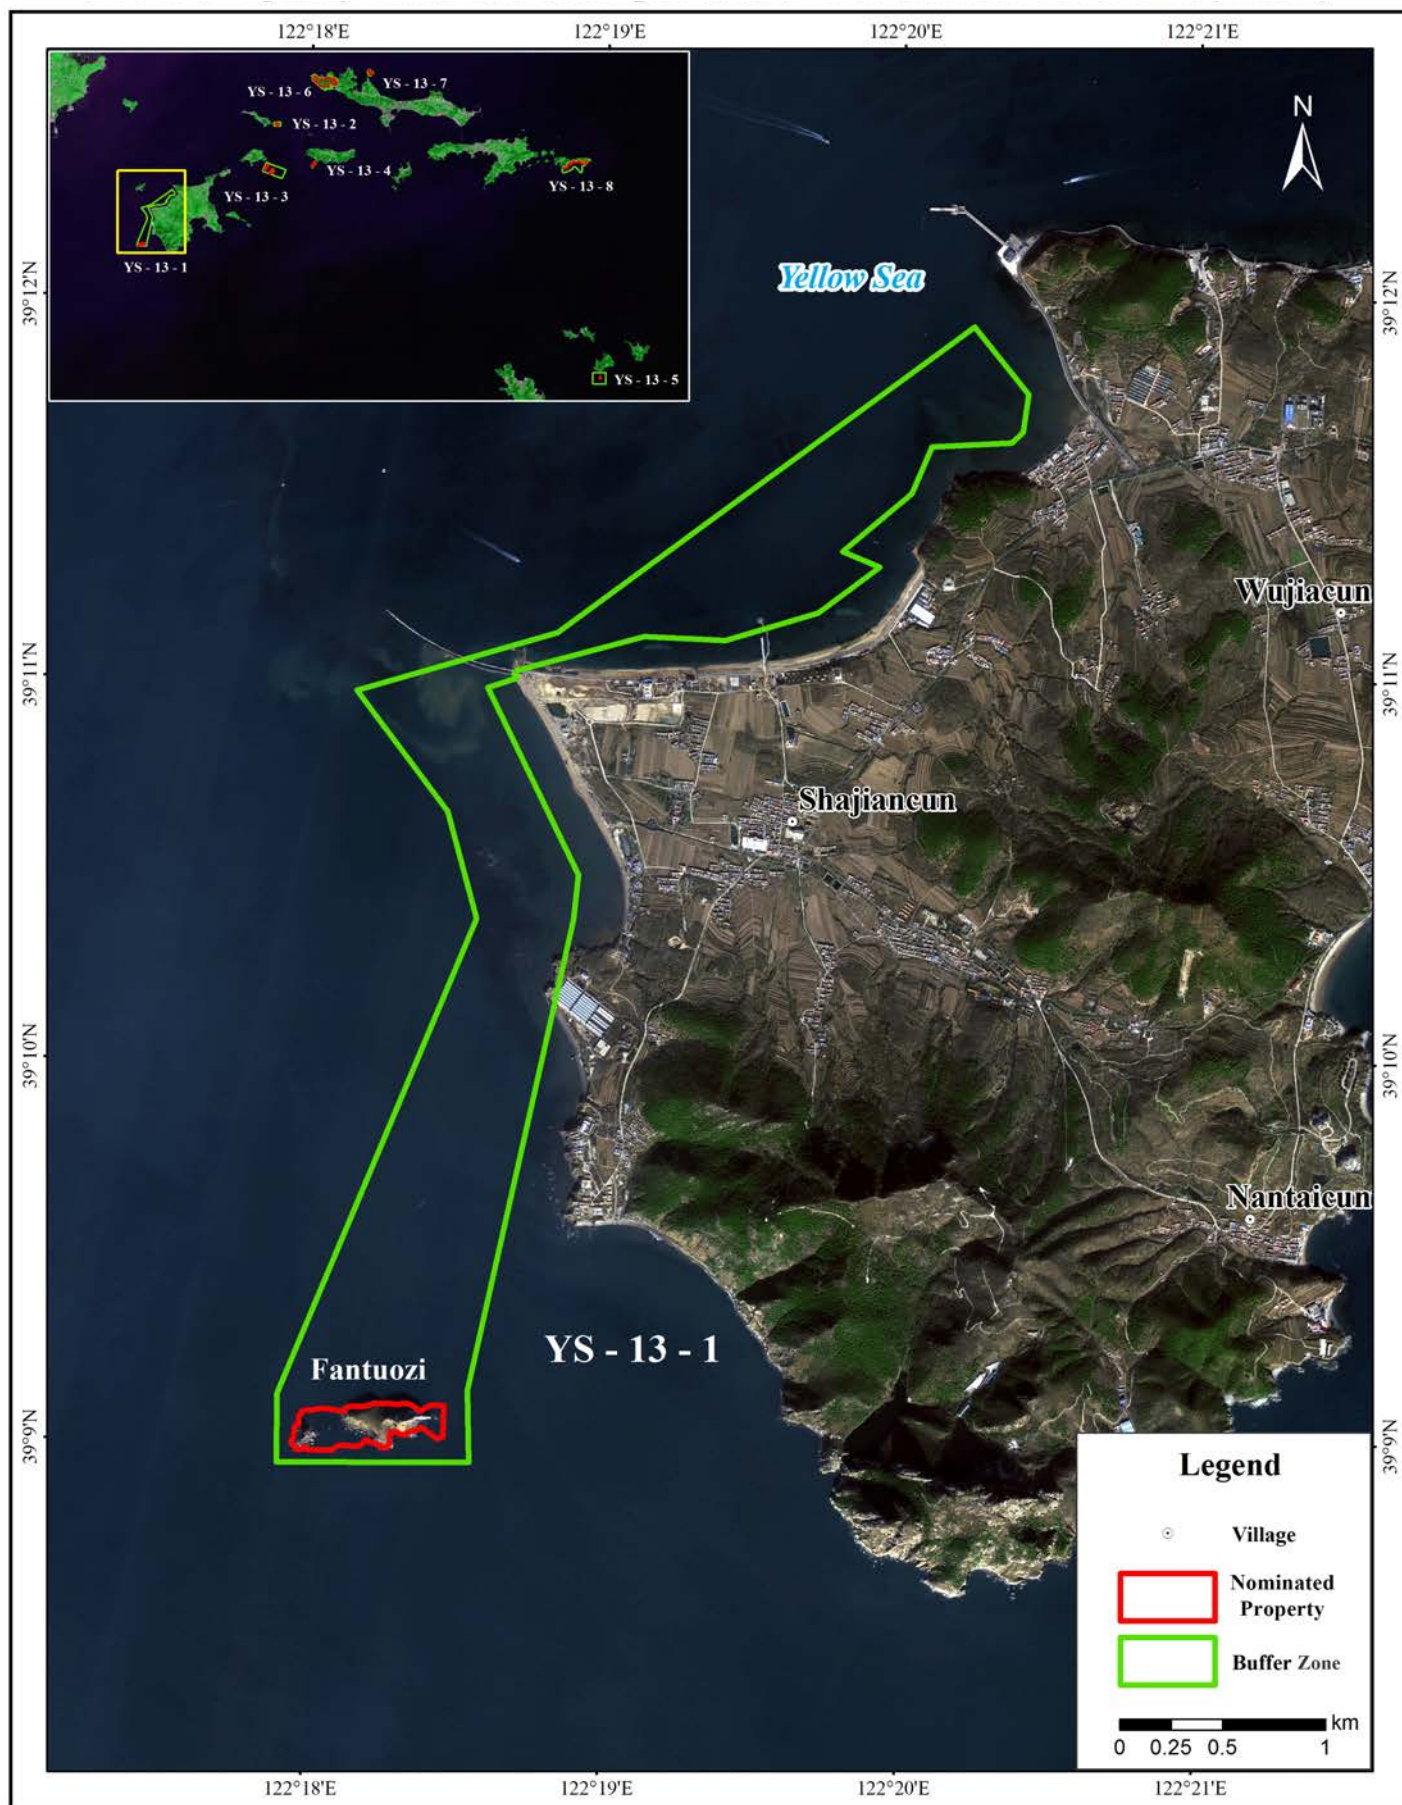 122°18'E 122°19'E 122°20'E 122°21'E
YS - 13 - 6
YS - 13 - 7
YS - 13 - 2
YS - 13 - 4
YS - 13 - 3
YS - 13 - 8
YS - 13 - 1
YS - 13 - 5
N
Yellow Sea
39°12'N
39°12'N
Wujiacun
39°11'N
39°11'N
Shajiancun
39°10'N
39°10'N
Nantaicun
YS - 13 - 1
Fantuozi
39°9'N
39°9'N
Legend
Village
Nominated
Property
Buffer Zone
km
0 0.25 0.5 1
122°18'E 122°19'E 122°20'E 122°21'E